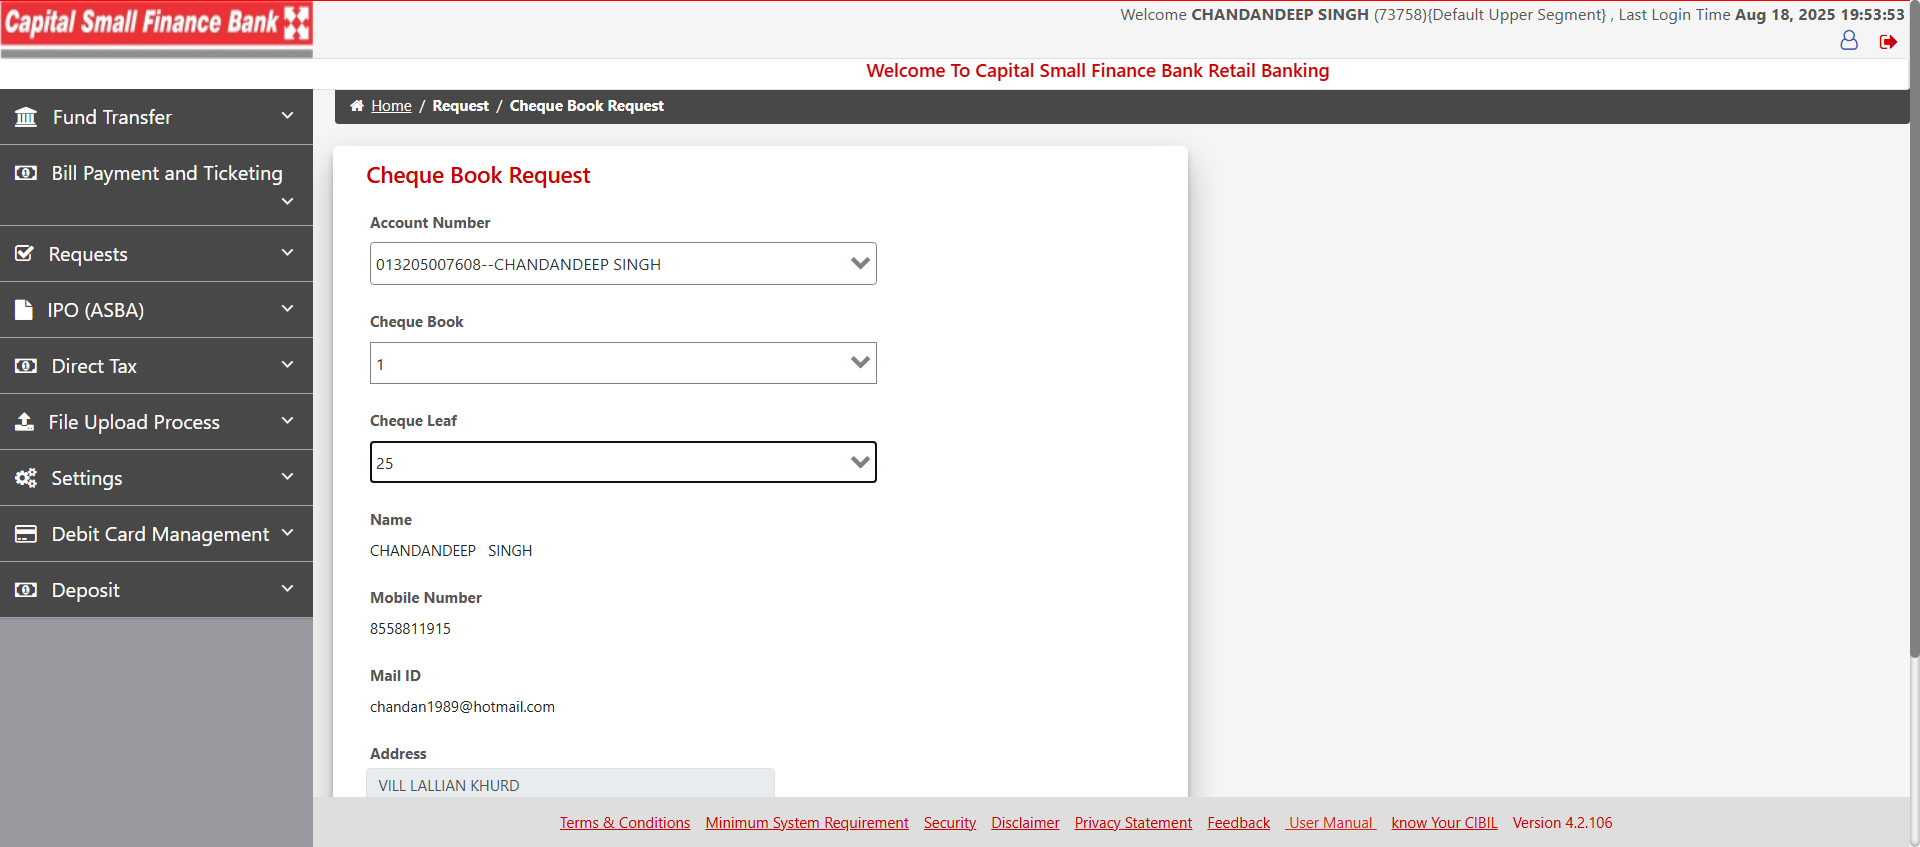 Capital Small Finance Bank
Welcome CHANDANDEEP SINGH (73758){Default Upper Segment} , Last Login Time Aug 18, 2025 19:53:53
Welcome To Capital Small Finance Bank Retail Banking
Fund Transfer
Bill Payment and Ticketing
Requests
IPO (ASBA)
Direct Tax
File Upload Process
Settings
Debit Card Management
Deposit
Home / Request / Cheque Book Request
Cheque Book Request
Account Number
013205007608--CHANDANDEEP SINGH
Cheque Book
1
Cheque Leaf
25
Name
CHANDANDEEP SINGH
Mobile Number
8558811915
Mail ID
chandan1989@hotmail.com
Address
VILL LALLIAN KHURD
Terms & Conditions Minimum System Requirement Security Disclaimer Privacy Statement Feedback User Manual know Your CIBIL Version 4.2.106